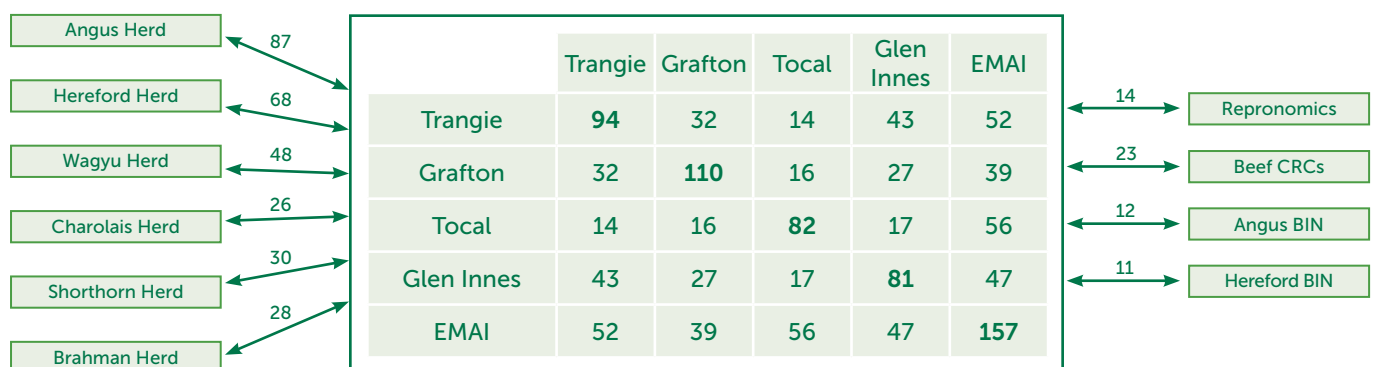 Angus Herd
87
Hereford Herd
68
Wagyu Herd
48
Charolais Herd
26
Shorthorn Herd
30
Brahman Herd
28
Trangie Grafton Tocal Glen Innes EMAI
Trangie 94 32 14 43 52
Grafton 32 110 16 27 39
Tocal 14 16 82 17 56
Glen Innes 43 27 17 81 47
EMAI 52 39 56 47 157
14
Repronomics
23
Beef CRCs
12
Angus BIN
11
Hereford BIN